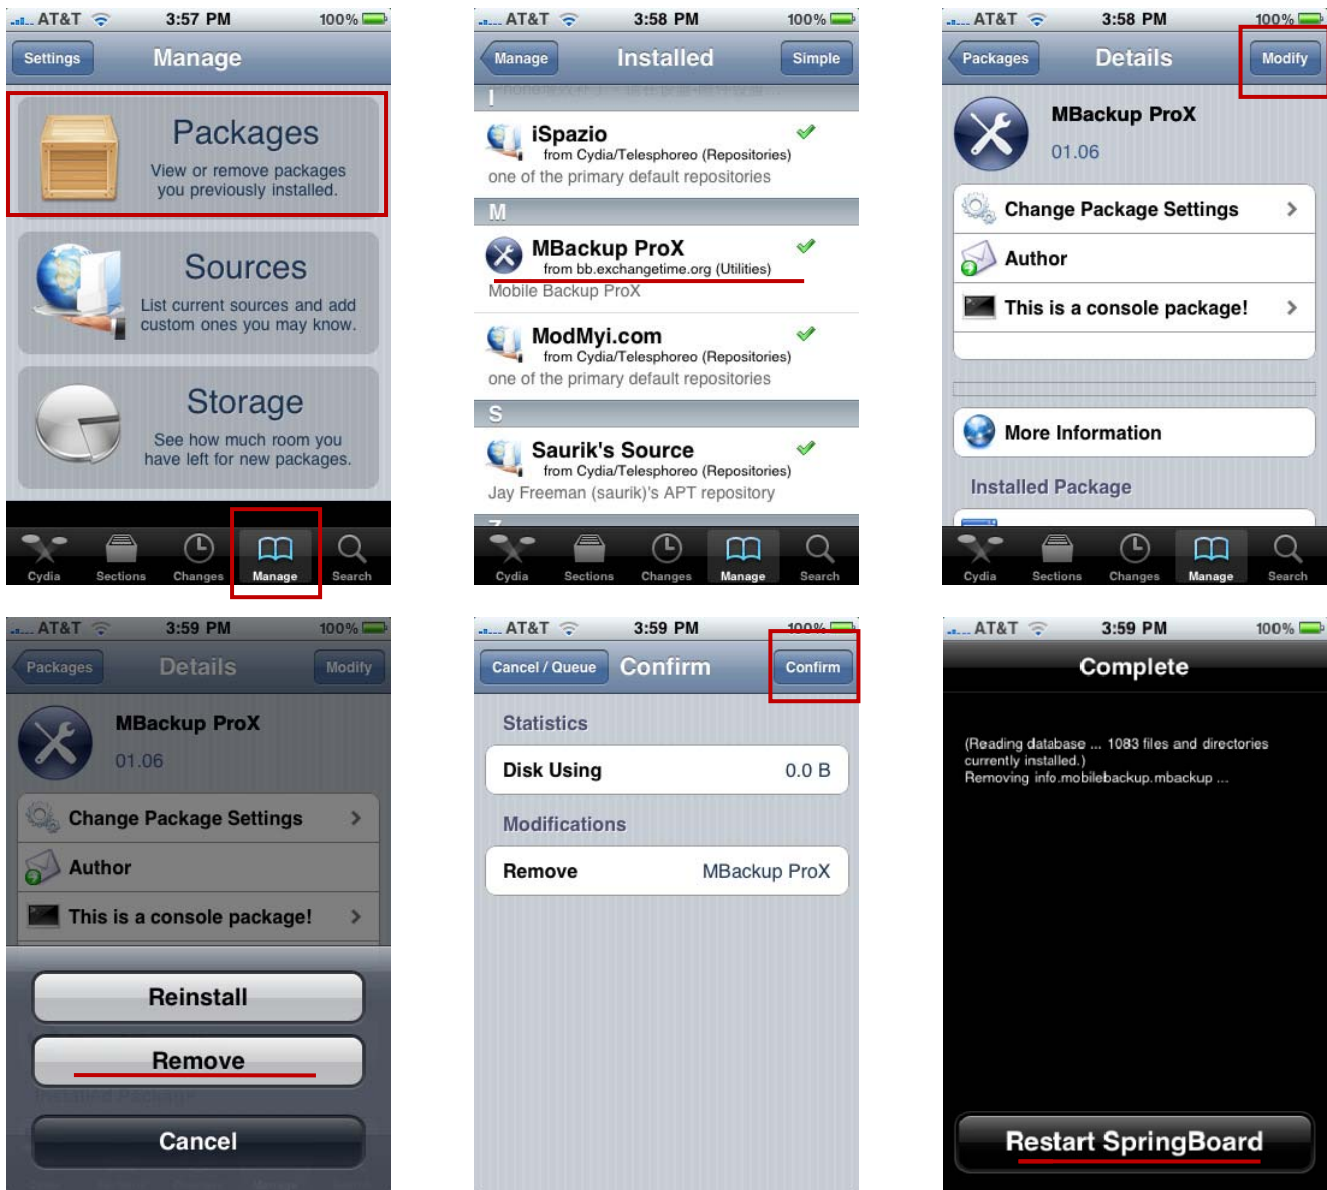 AT&T 3:57 PM 100%
Settings Manage
Packages
View or remove packages
you previously installed.
Sources
List current sources and add
custom ones you may know.
Storage
See how much room you
have left for new packages.
Cydia Sections Changes Manage Search
AT&T 3:58 PM 100%
Manage Installed Simple
I
iSpazio
from Cydia/Telesphoreo (Repositories)
one of the primary default repositories
M
MBackup ProX
from bb.exchangetime.org (Utilities)
Mobile Backup ProX
ModMyi.com
from Cydia/Telesphoreo (Repositories)
one of the primary default repositories
S
Saurik's Source
from Cydia/Telesphoreo (Repositories)
Jay Freeman (saurik)'s APT repository
Cydia Sections Changes Manage Search
AT&T 3:58 PM 100%
Packages Details Modify
MBackup ProX
01.06
Change Package Settings
Author
This is a console package!
More Information
Installed Package
Cydia Sections Changes Manage Search
AT&T 3:59 PM 100%
Packages Details Modify
MBackup ProX
01.06
Change Package Settings
Author
This is a console package!
Reinstall
Remove
Installed Package
Cancel
AT&T 3:59 PM 100%
Cancel / Queue Confirm Confirm
Statistics
Disk Using 0.0 B
Modifications
Remove MBackup ProX
AT&T 3:59 PM 100%
Complete
(Reading database ... 1083 files and directories
currently installed.)
Removing info.mobilebackup.mbackup ...
Restart SpringBoard